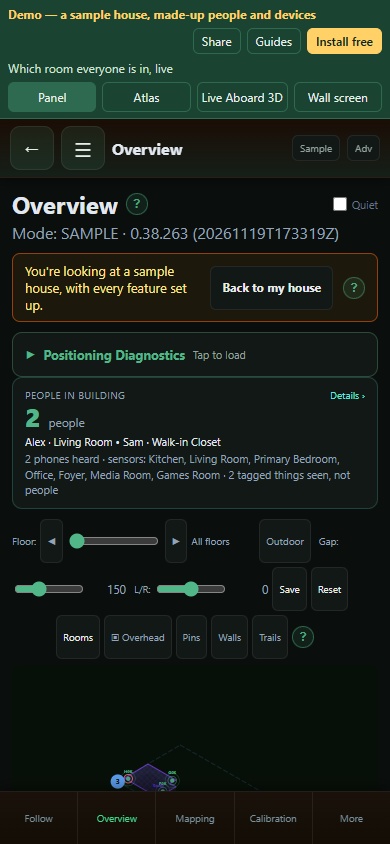 Demo — a sample house, made-up people and devices
Share
Guides
Install free
Which room everyone is in, live
Panel
Atlas
Live Aboard 3D
Wall screen
← ☰ Overview
Sample
Adv
Overview ?
Quiet
Mode: SAMPLE · 0.38.263 (20261119T173319Z)
You're looking at a sample
house, with every feature set
up.
Back to my house
?
► Positioning Diagnostics Tap to load
PEOPLE IN BUILDING
Details ›
2 people
Alex · Living Room • Sam · Walk-in Closet
2 phones heard · sensors: Kitchen, Living Room, Primary Bedroom,
Office, Foyer, Media Room, Games Room · 2 tagged things seen, not
people
Floor: ◄ ► All floors
Outdoor
Gap:
150 L/R: 0 Save Reset
Rooms
▣ Overhead
Pins
Walls
Trails
?
3
Follow
Overview
Mapping
Calibration
More